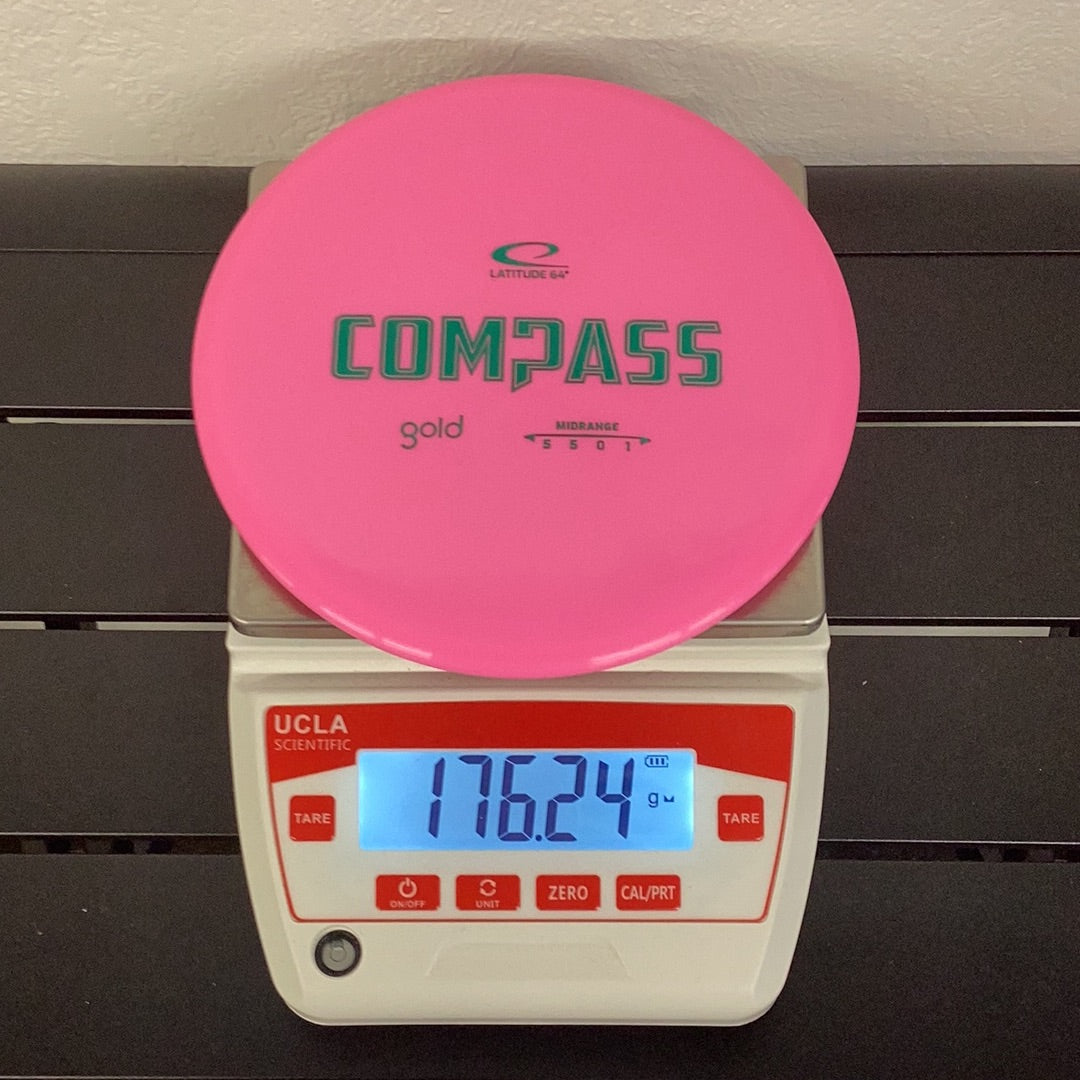 LATITUDE 64°
COMPASS
gold
MIDRANGE
5 5 0 1
UCLA
SCIENTIFIC
176.24 g
TARE
TARE
ON/OFF
UNIT
ZERO
CAL/PRT